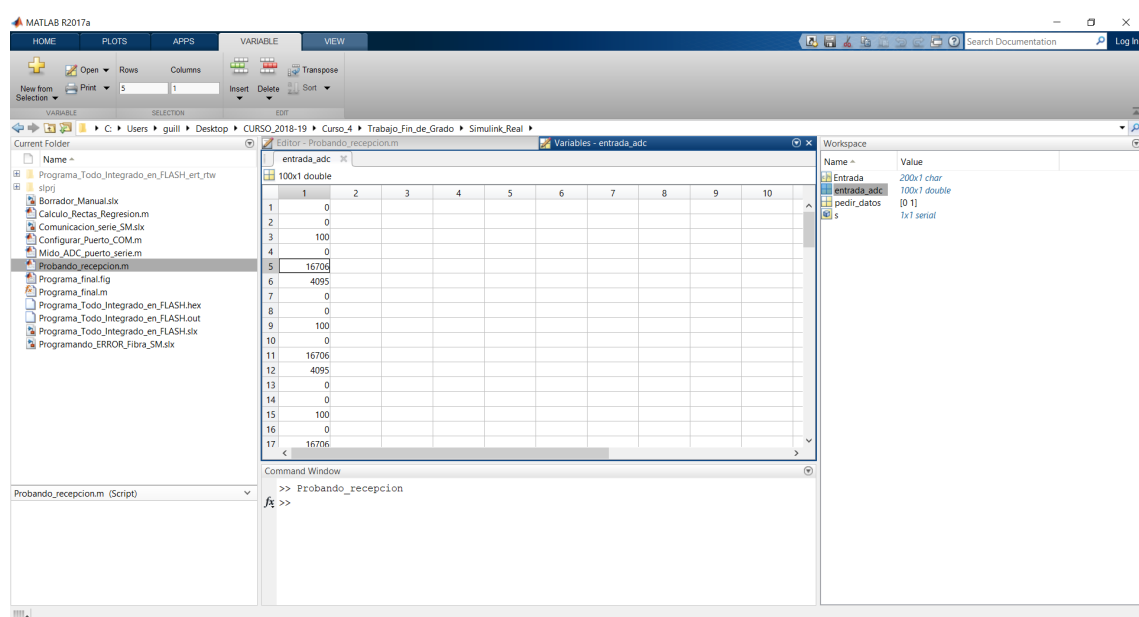 MATLAB R2017a
HOME PLOTS APPS VARIABLE VIEW
Search Documentation
Log In
New from Selection
Open
Print
Rows Columns
5 1
Insert Delete
Transpose
Sort
VARIABLE SELECTION EDIT
C: Users guill Desktop CURSO_2018-19 Curso_4 Trabajo_Fin_de_Grado Simulink_Real
Current Folder
Name
Programa_Todo_Integrado_en_FLASH_ert_rtw
slprj
Borrador_Manual.slx
Calculo_Rectas_Regresion.m
Comunicacion_serie_SM.slx
Configurar_Puerto_COM.m
Mido_ADC_puerto_serie.m
Probando_recepcion.m
Programa_final.fig
Programa_final.m
Programa_Todo_Integrado_en_FLASH.hex
Programa_Todo_Integrado_en_FLASH.out
Programa_Todo_Integrado_en_FLASH.slx
Programando_ERROR_Fibra_SM.slx
Probando_recepcion.m (Script)
Editor - Probando_recepcion.m
Variables - entrada_adc
entrada_adc
100x1 double
1 2 3 4 5 6 7 8 9 10
1 0
2 0
3 100
4 0
5 16706
6 4095
7 0
8 0
9 100
10 0
11 16706
12 4095
13 0
14 0
15 100
16 0
17 16706
Command Window
>> Probando_recepcion
fx >>
Workspace
Name Value
Entrada 200x1 char
entrada_adc 100x1 double
pedir_datos [0 1]
s 1x1 serial